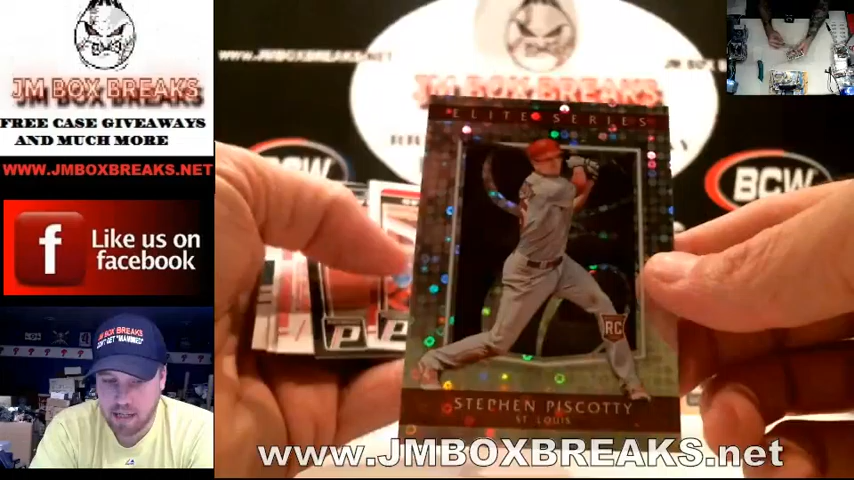 JM BOX BREAKS
FREE CASE GIVEAWAYS
AND MUCH MORE
WWW.JMBOXBREAKS.NET
f Like us on
facebook
JM BOX BREAKS
BCW
ELITE SERIES
RC
STEPHEN PISCOTTY
ST. LOUIS
www.JMBOXBREAKS.net